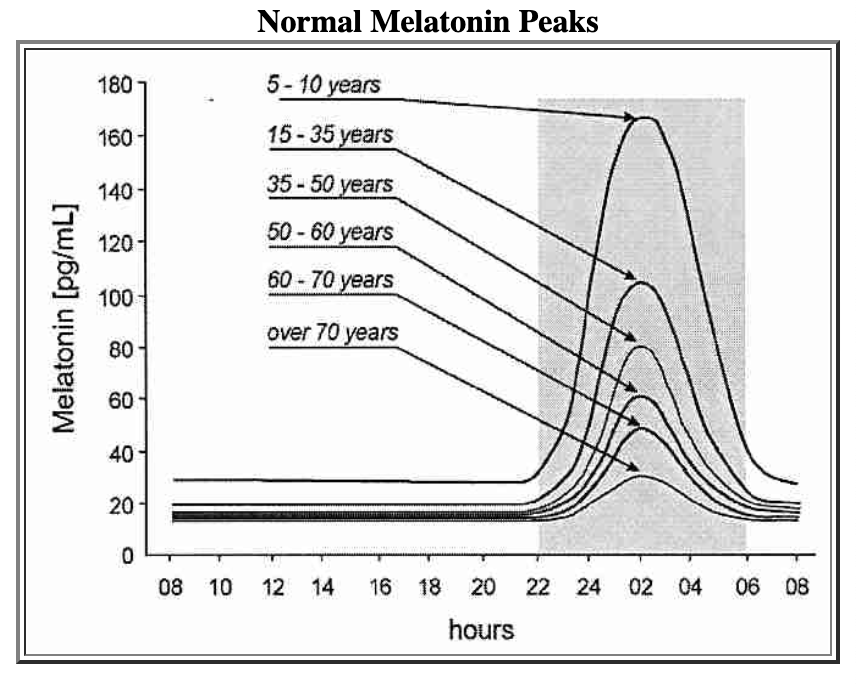 Normal Melatonin Peaks
180
160
140
120
100
80
60
40
20
0
Melatonin [pg/mL]
5 - 10 years
15 - 35 years
35 - 50 years
50 - 60 years
60 - 70 years
over 70 years
08 10 12 14 16 18 20 22 24 02 04 06 08
hours